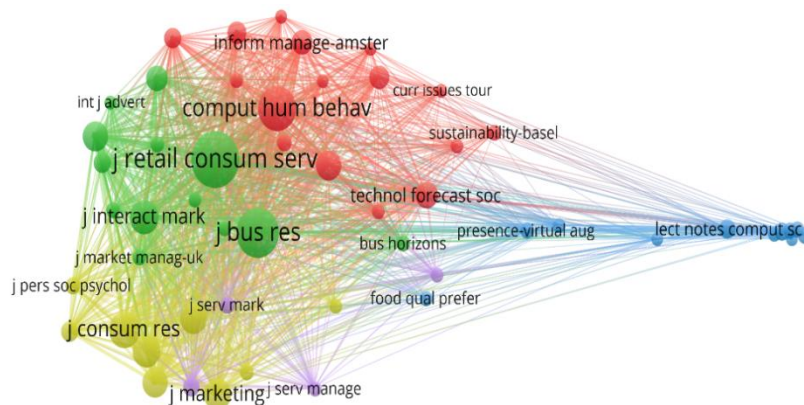 inform manage-amster
curr issues tour
int j advert
comput hum behav
sustainability-basel
j retail consum serv
technol forecast soc
j interact mark
j bus res
presence-virtual aug
lect notes comput sc
bus horizons
j market manag-uk
j pers soc psychol
food qual prefer
j serv mark
j consum res
j marketing
j serv manage